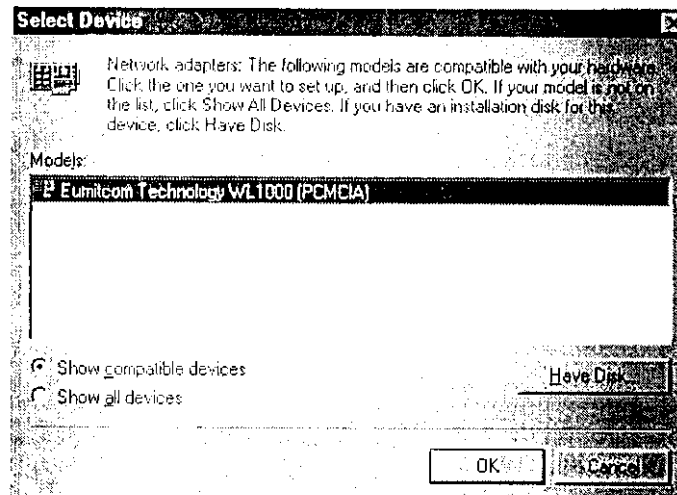 Select Device
Network adapters: The following models are compatible with your hardware.
Click the one you want to set up, and then click OK. If your model is not on
the list, click Show All Devices. If you have an installation disk for this
device, click Have Disk.
Models:
Eumitcom Technology WL1000 (PCMCIA)
Show compatible devices
Have Disk...
Show all devices
OK
Cancel